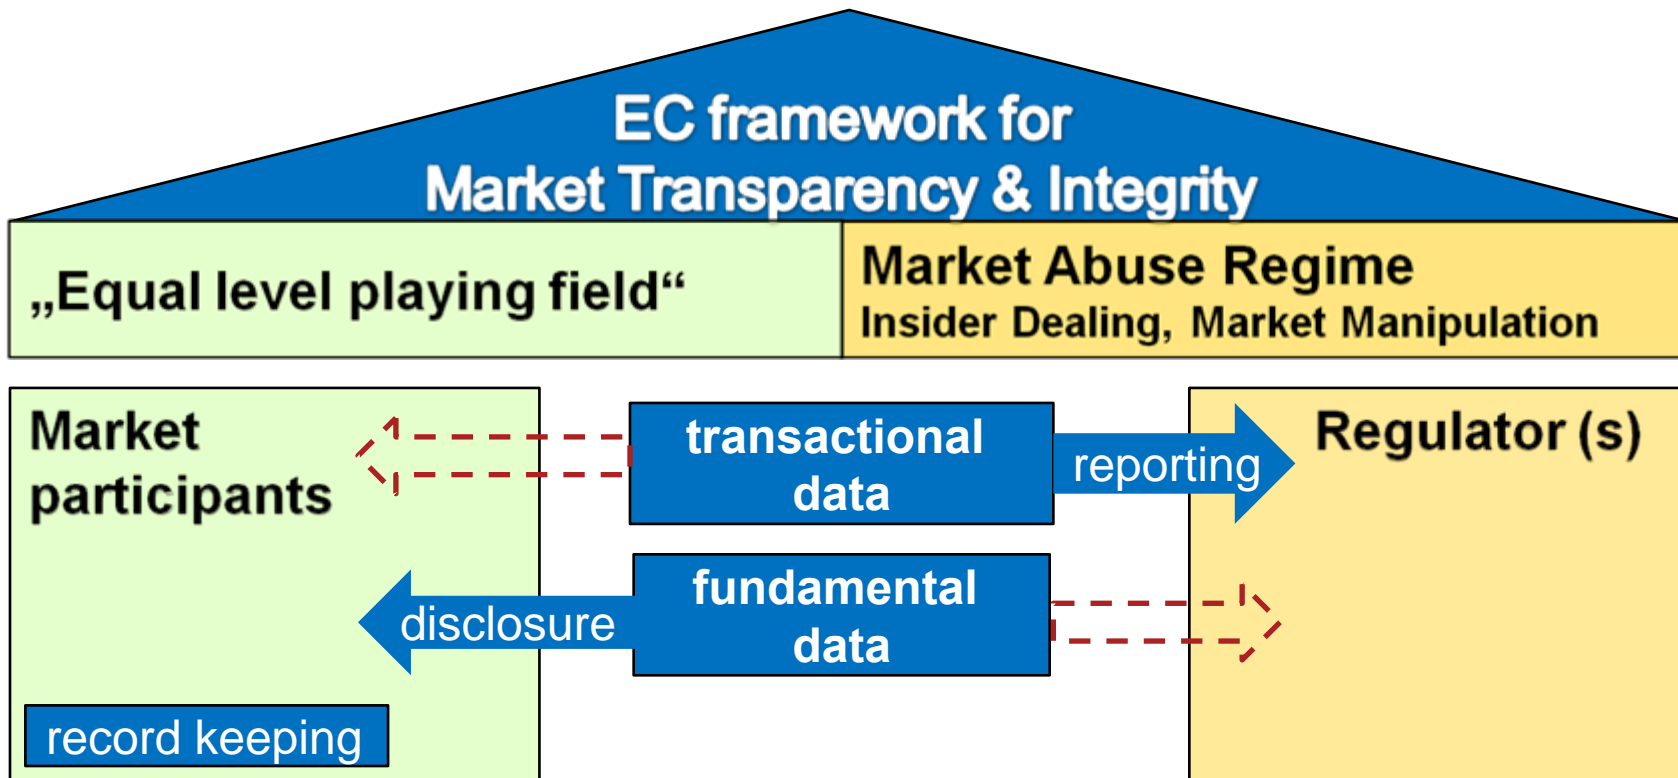 EC framework for
Market Transparency & Integrity
„Equal level playing field“
Market Abuse Regime
Insider Dealing, Market Manipulation
Market
participants
transactional
data
reporting
Regulator (s)
disclosure
fundamental
data
record keeping